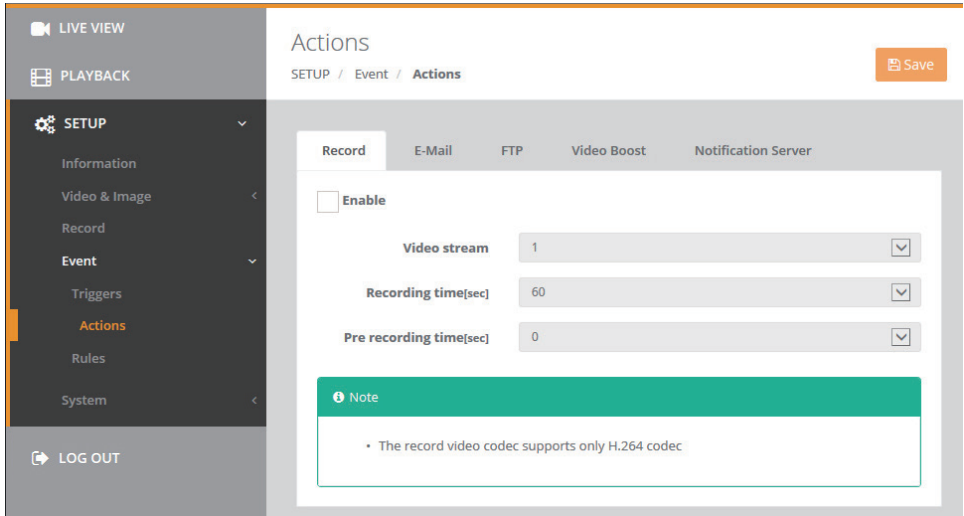 LIVE VIEW
PLAYBACK
SETUP
Information
Video & Image
Record
Event
Triggers
Actions
Rules
System
LOG OUT
Actions
SETUP / Event / Actions
Save
Record E-Mail FTP Video Boost Notification Server
Enable
Video stream 1
Recording time[sec] 60
Pre recording time[sec] 0
Note
• The record video codec supports only H.264 codec